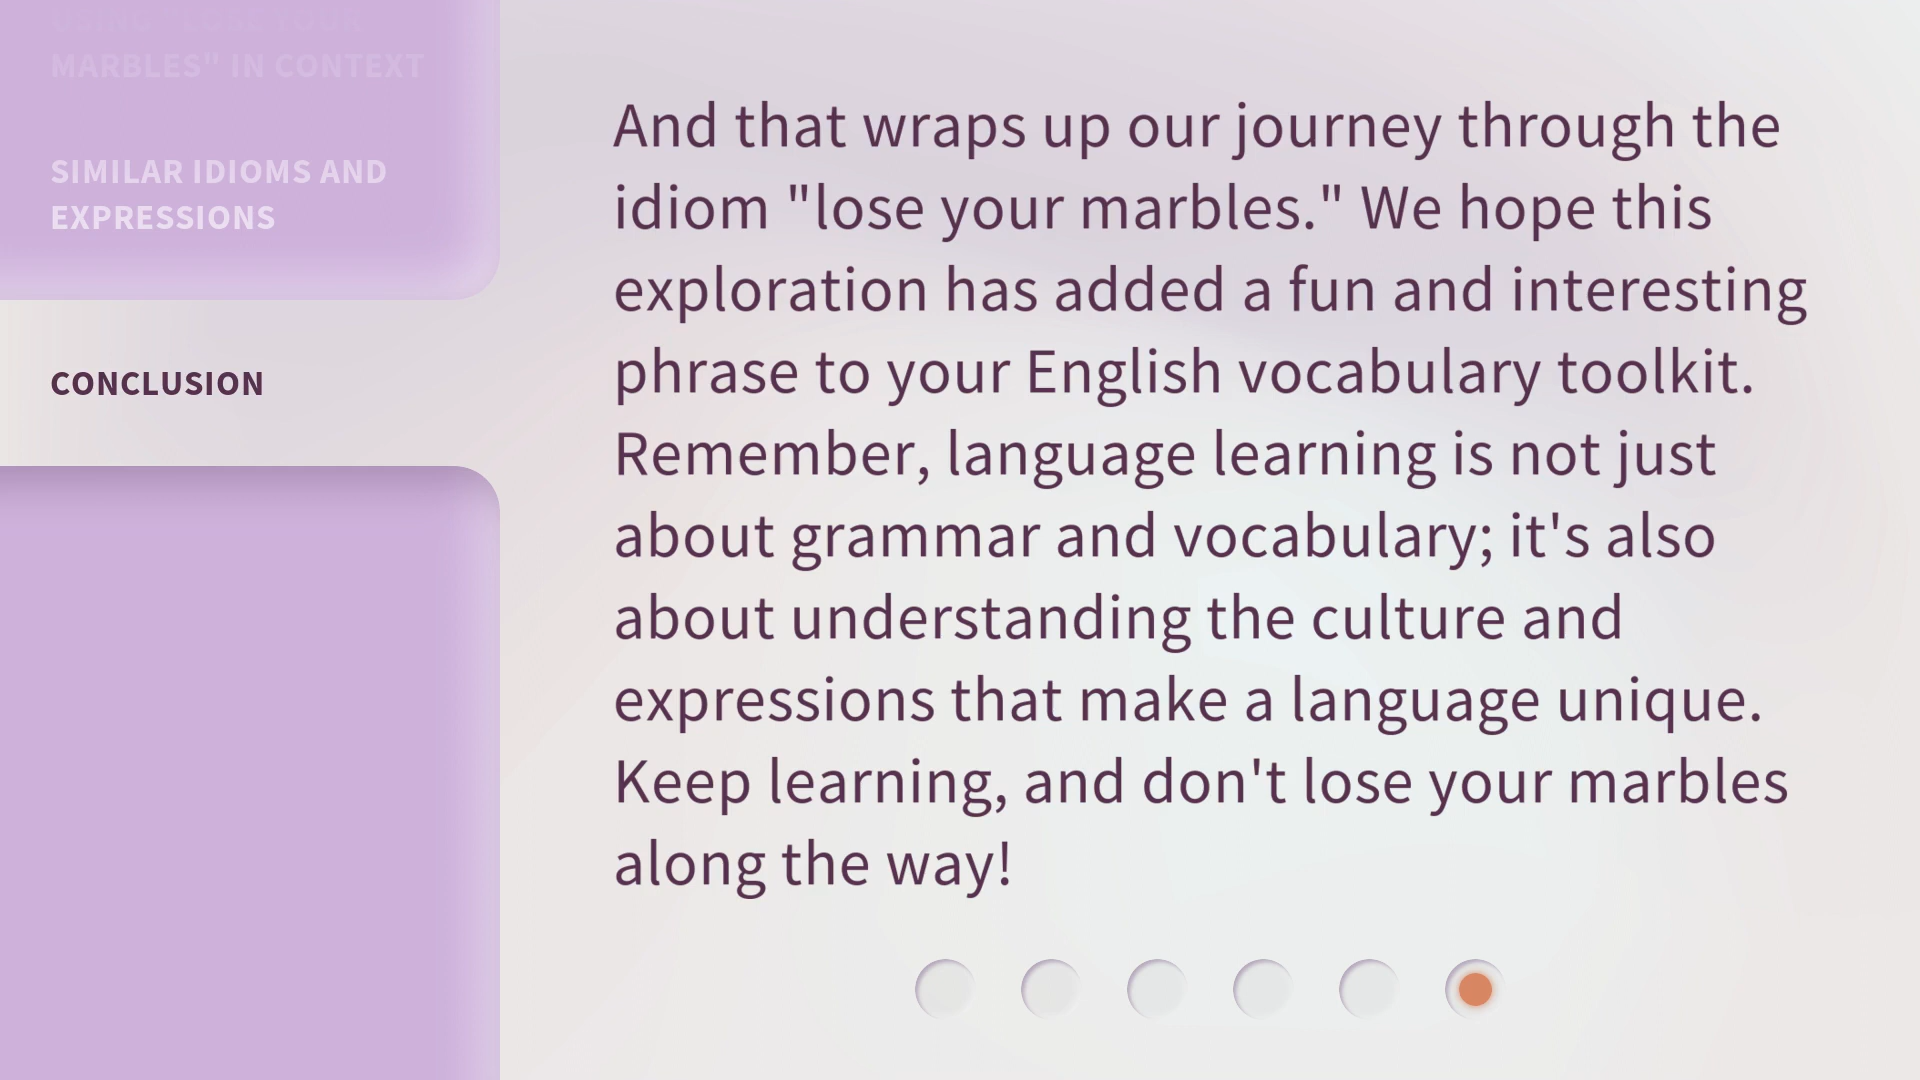 USING "LOSE YOUR
MARBLES" IN CONTEXT
SIMILAR IDIOMS AND
EXPRESSIONS
CONCLUSION
And that wraps up our journey through the
idiom "lose your marbles." We hope this
exploration has added a fun and interesting
phrase to your English vocabulary toolkit.
Remember, language learning is not just
about grammar and vocabulary; it's also
about understanding the culture and
expressions that make a language unique.
Keep learning, and don't lose your marbles
along the way!